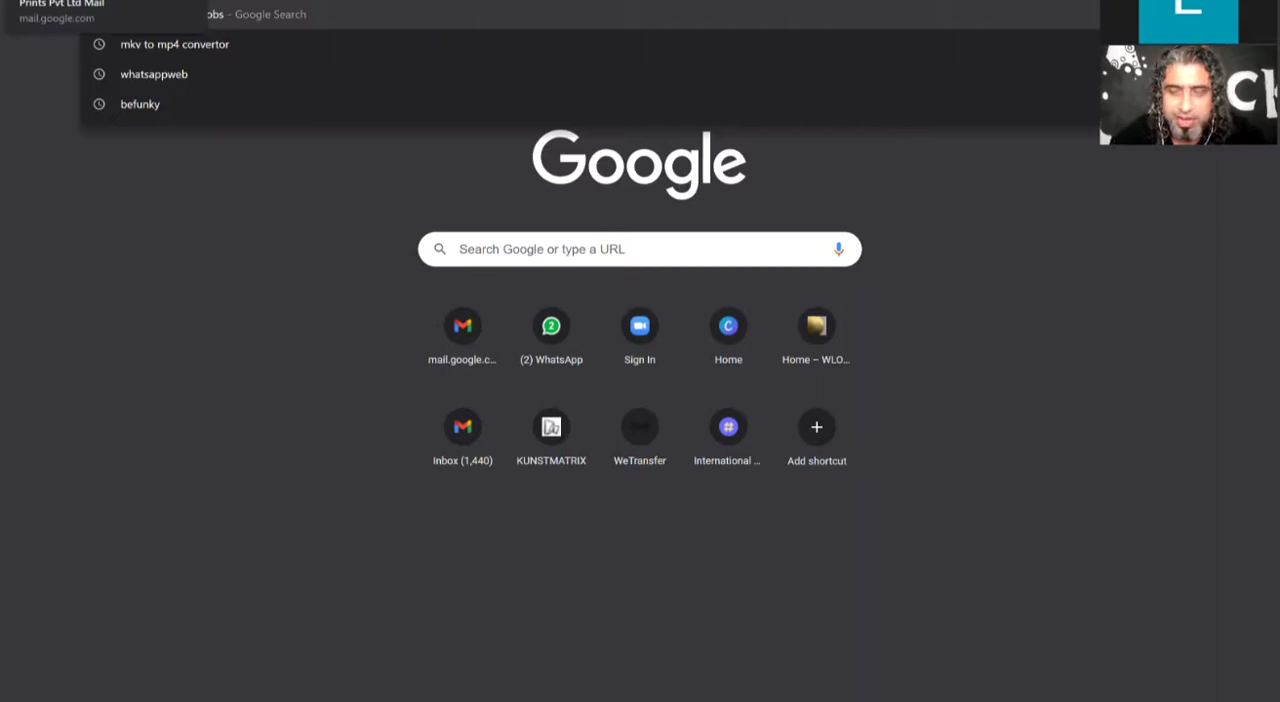 Prints Pvt Ltd Mail
mail.google.com
obs - Google Search
mkv to mp4 convertor
whatsappweb
befunky
Google
Search Google or type a URL
2
C
mail.google.c...
(2) WhatsApp
Sign In
Home
Home – WLO...
#
+
Inbox (1,440)
KUNSTMATRIX
WeTransfer
International ...
Add shortcut